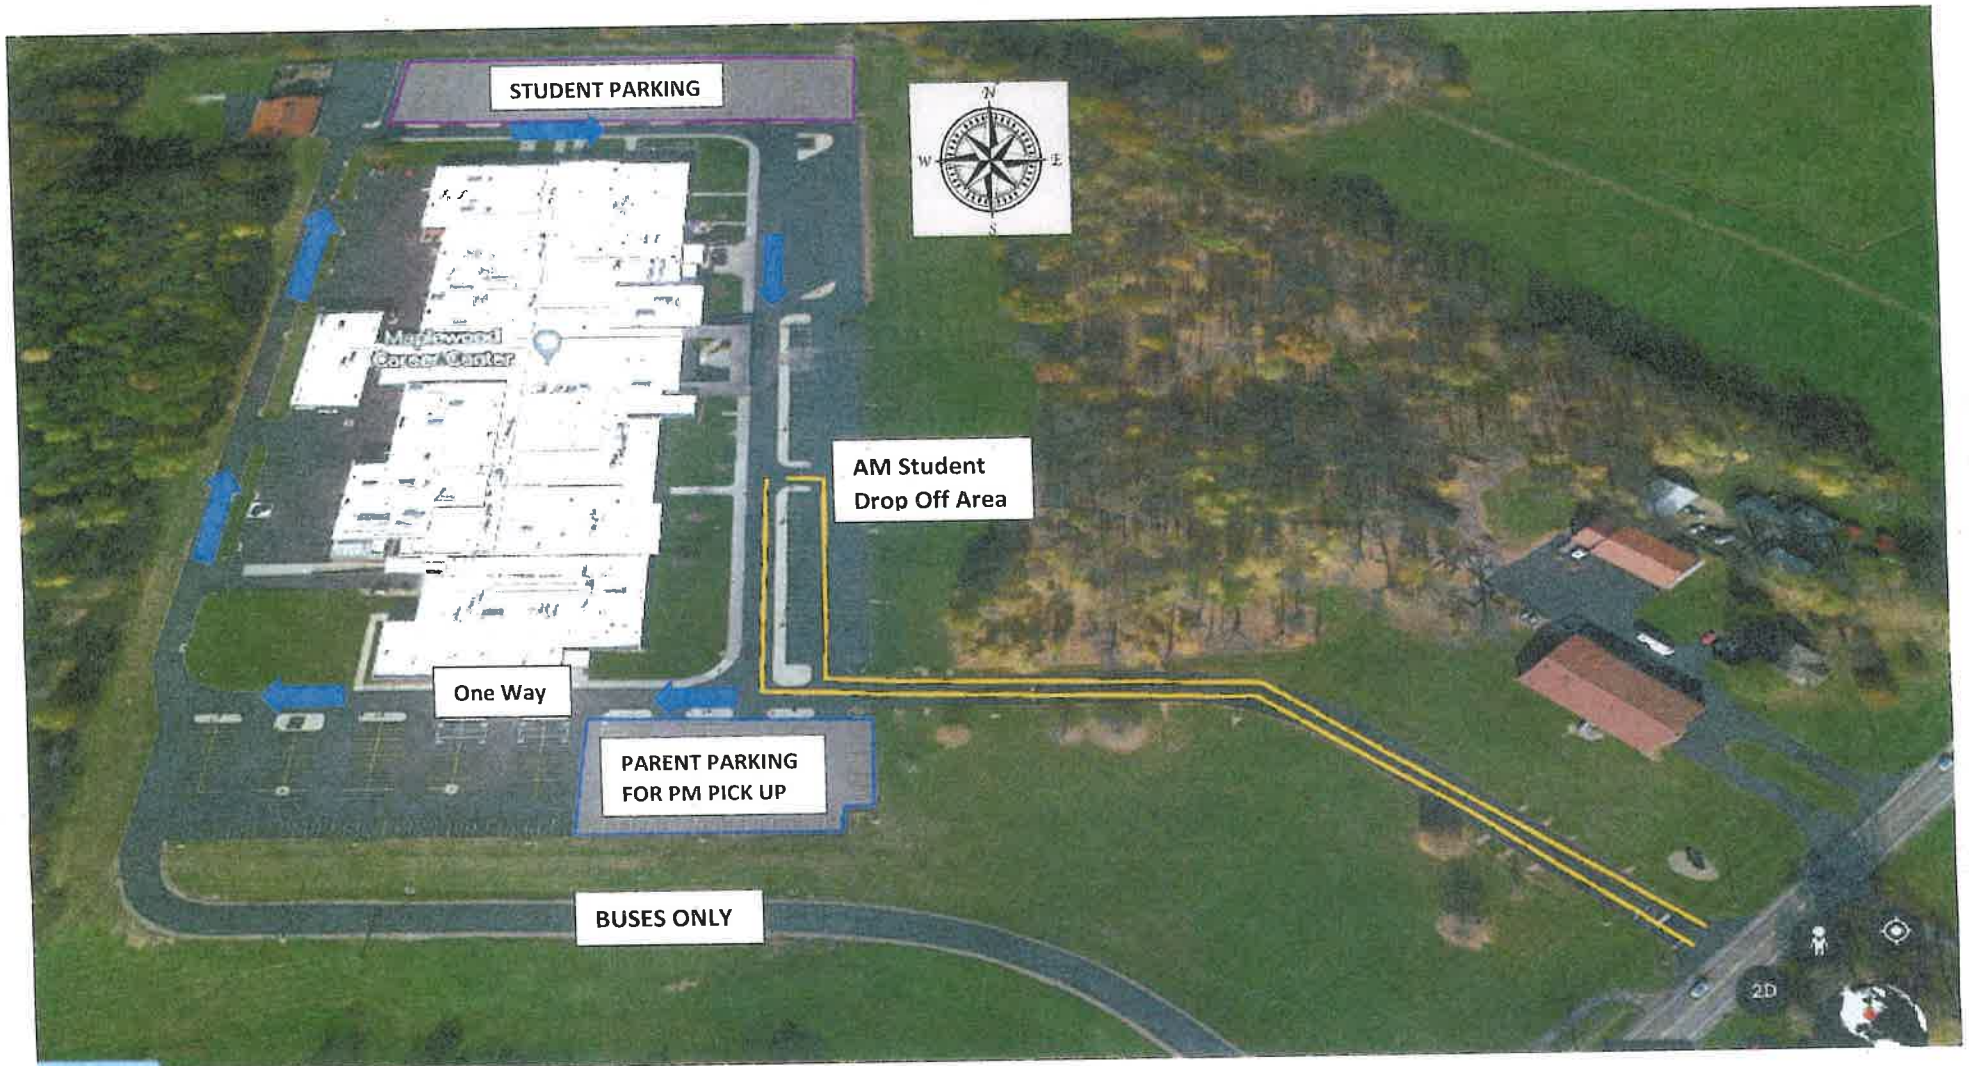 STUDENT PARKING
N
W
E
S
Maplewood
Career Center
AM Student
Drop Off Area
One Way
PARENT PARKING
FOR PM PICK UP
BUSES ONLY
2D